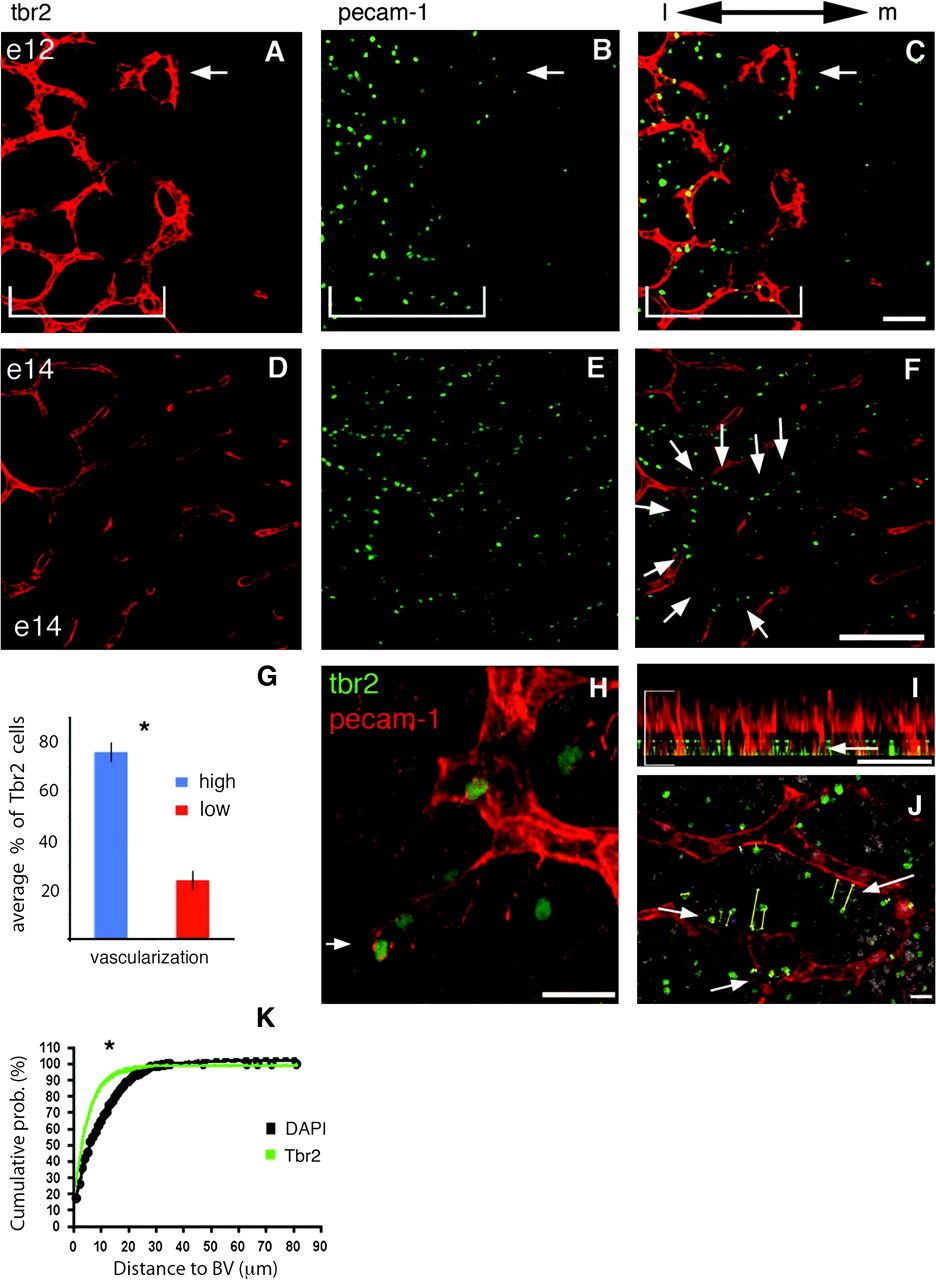 tbr2 pecam-1 l m
e12 A B C
e14 D E F
e14
G
average % of Tbr2 cells
80
60
40
20
*
high
low
vascularization
tbr2 H
pecam-1
I
J
K
Cumulative prob. (%)
110
100
90
80
70
60
50
40
30
20
10
0
*
DAPI
Tbr2
0 10 20 30 40 50 60 70 80 90
Distance to BV (μm)